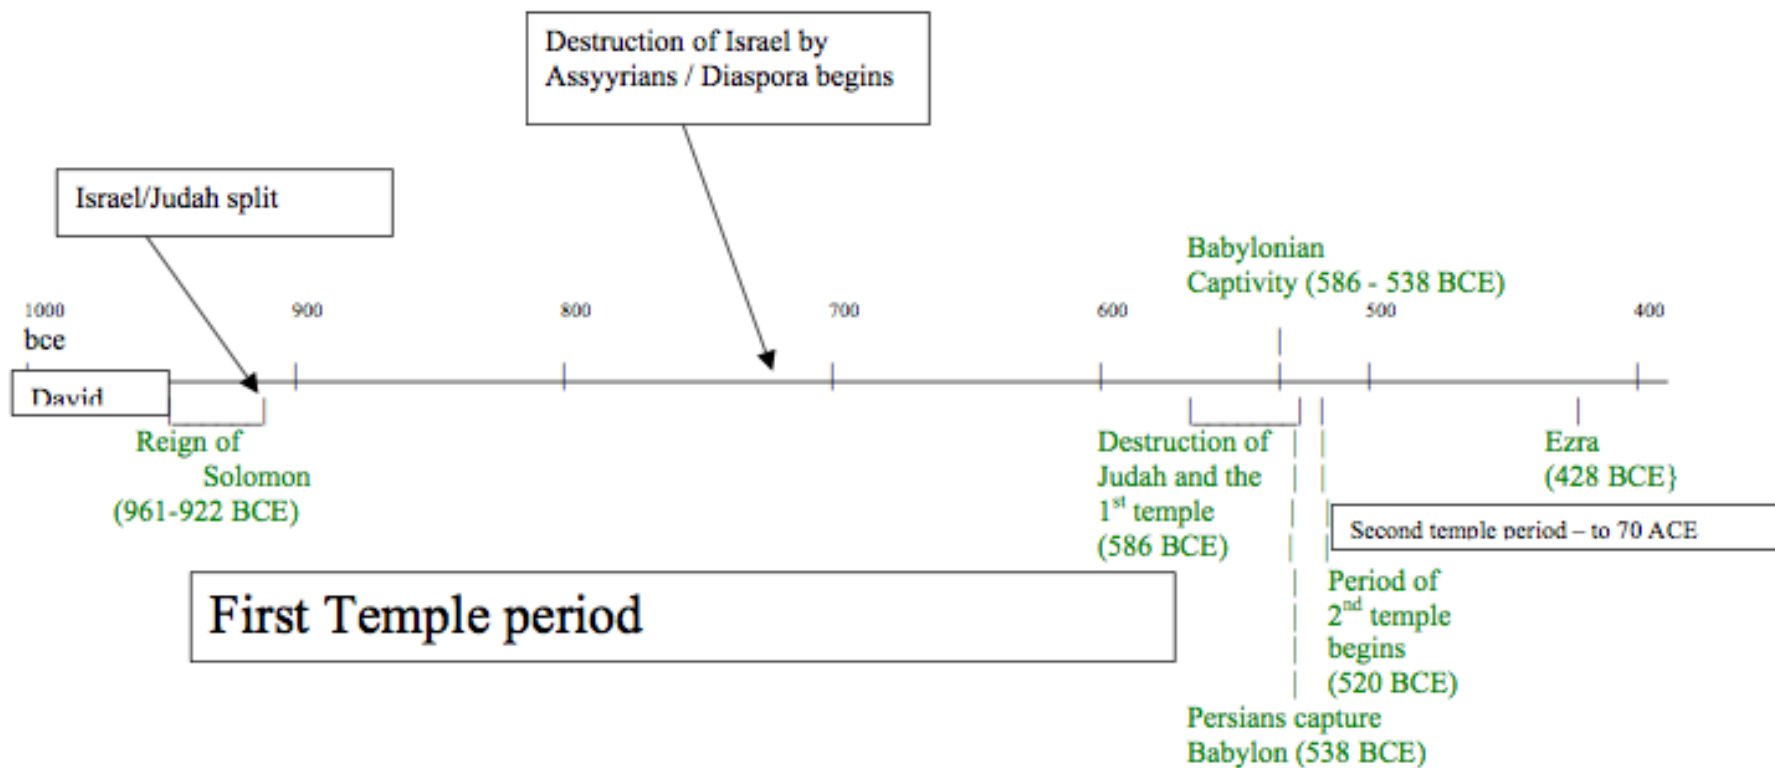 Destruction of Israel by
Assyyrians / Diaspora begins
Israel/Judah split
Babylonian
Captivity (586 - 538 BCE)
1000
900
800
700
600
500
400
bce
David
Reign of
Solomon
(961-922 BCE)
Destruction of
Judah and the
1st temple
(586 BCE)
Ezra
(428 BCE}
Second temple period – to 70 ACE
First Temple period
Period of
2nd temple
begins
(520 BCE)
Persians capture
Babylon (538 BCE)